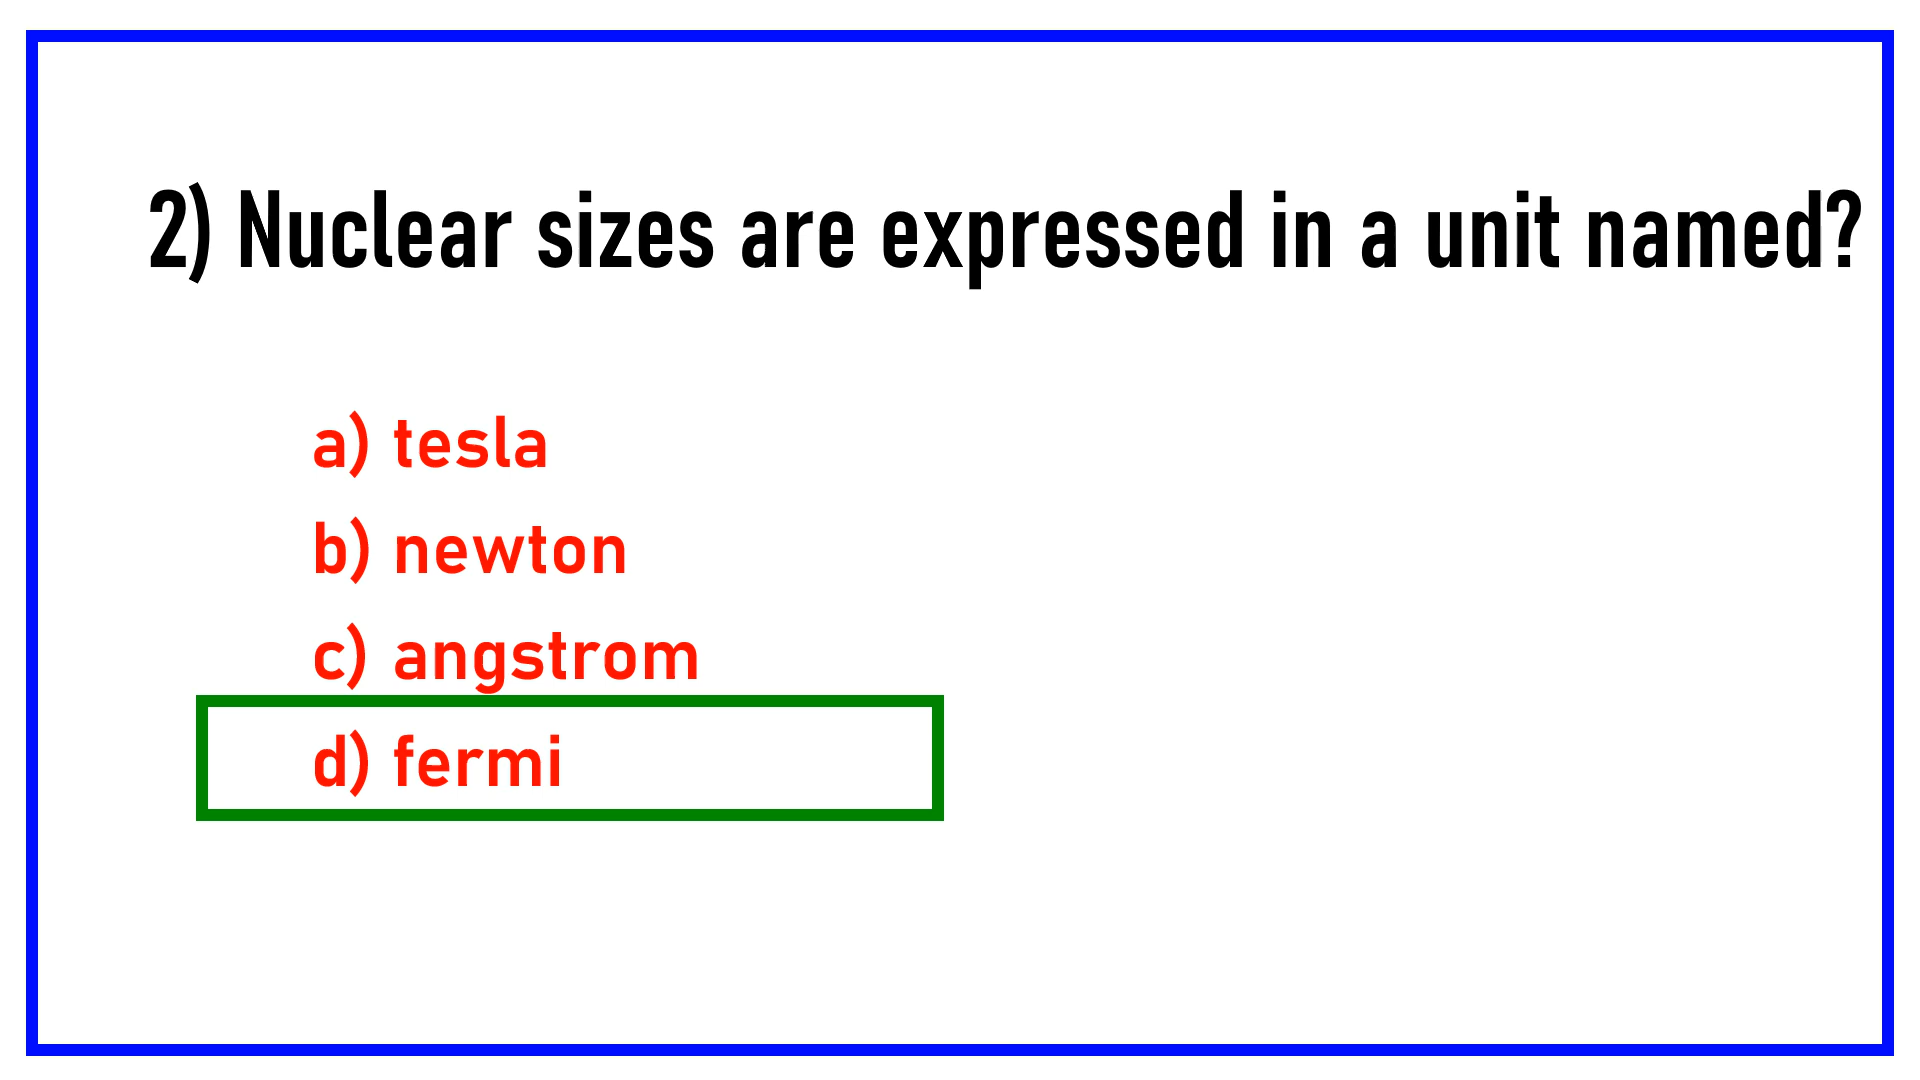 2) Nuclear sizes are expressed in a unit named?
a) tesla
b) newton
c) angstrom
d) fermi